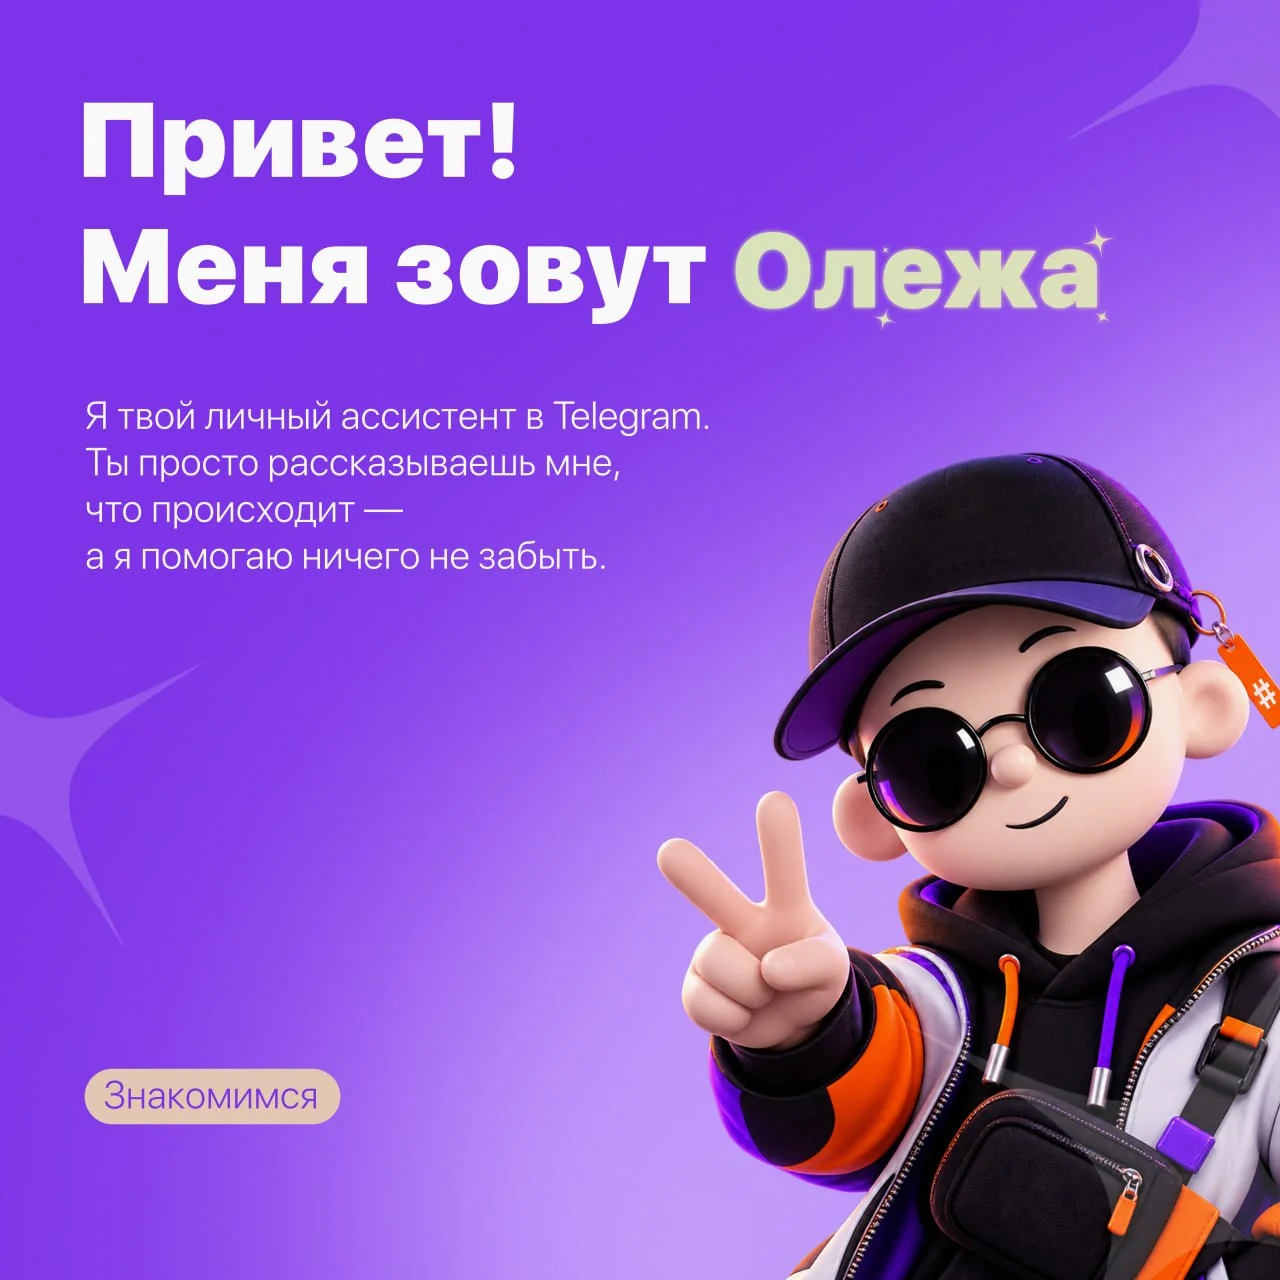 Привет!
Меня зовут Олежа
Я твой личный ассистент в Telegram.
Ты просто рассказываешь мне,
что происходит —
а я помогаю ничего не забыть.
#
Знакомимся